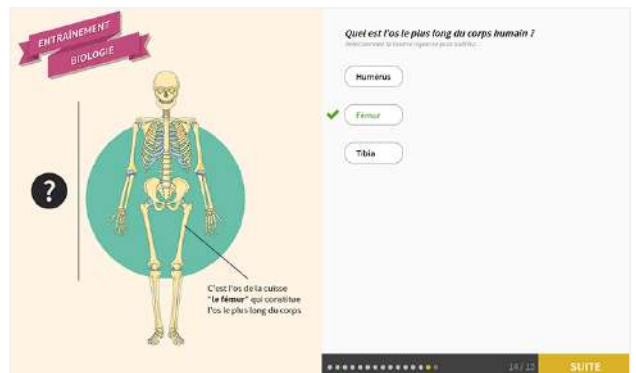 ENTRAÎNEMENT
BIOLOGIE
?
C'est l'os de la cuisse
"le fémur" qui constitue
l'os le plus long du corps
Quel est l'os le plus long du corps humain ?
Humérus
Fémur
Tibia
SUITE